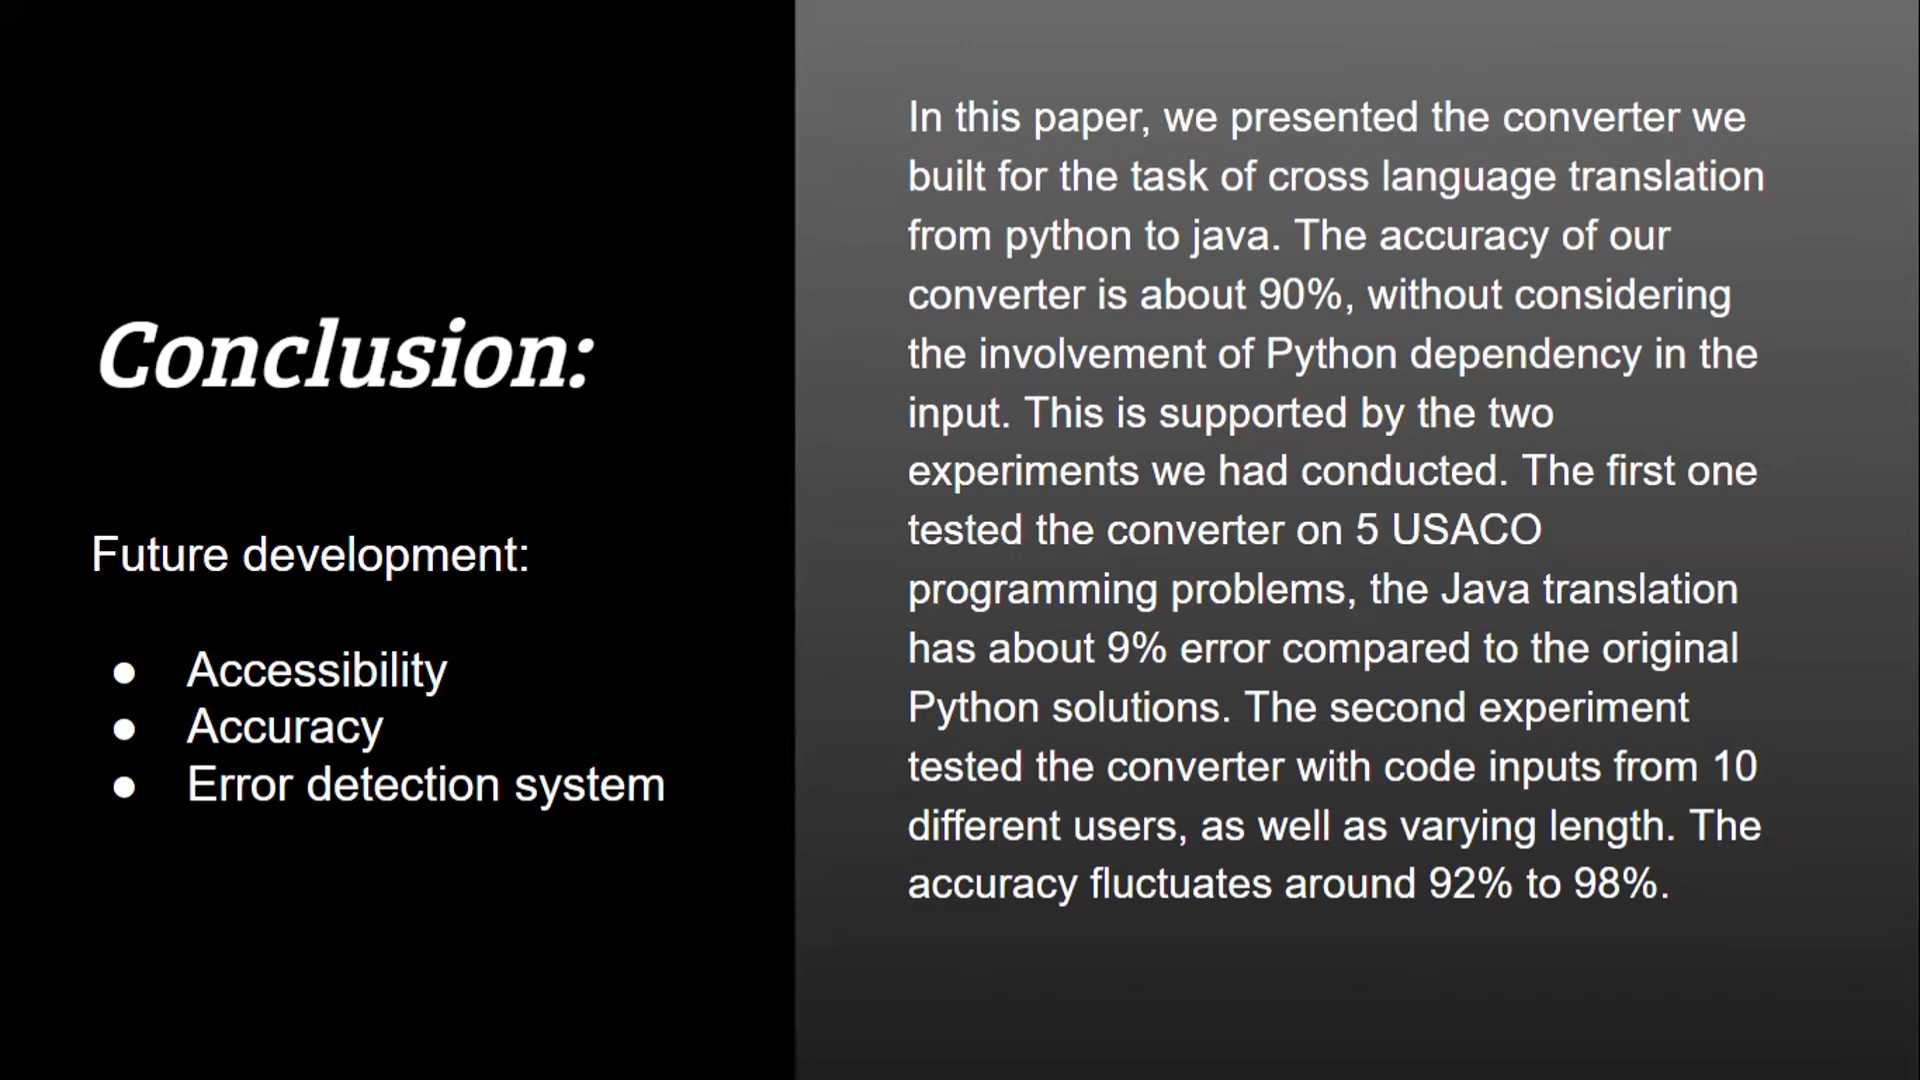 Conclusion:
Future development:
● Accessibility
● Accuracy
● Error detection system
In this paper, we presented the converter we
built for the task of cross language translation
from python to java. The accuracy of our
converter is about 90%, without considering
the involvement of Python dependency in the
input. This is supported by the two
experiments we had conducted. The first one
tested the converter on 5 USACO
programming problems, the Java translation
has about 9% error compared to the original
Python solutions. The second experiment
tested the converter with code inputs from 10
different users, as well as varying length. The
accuracy fluctuates around 92% to 98%.